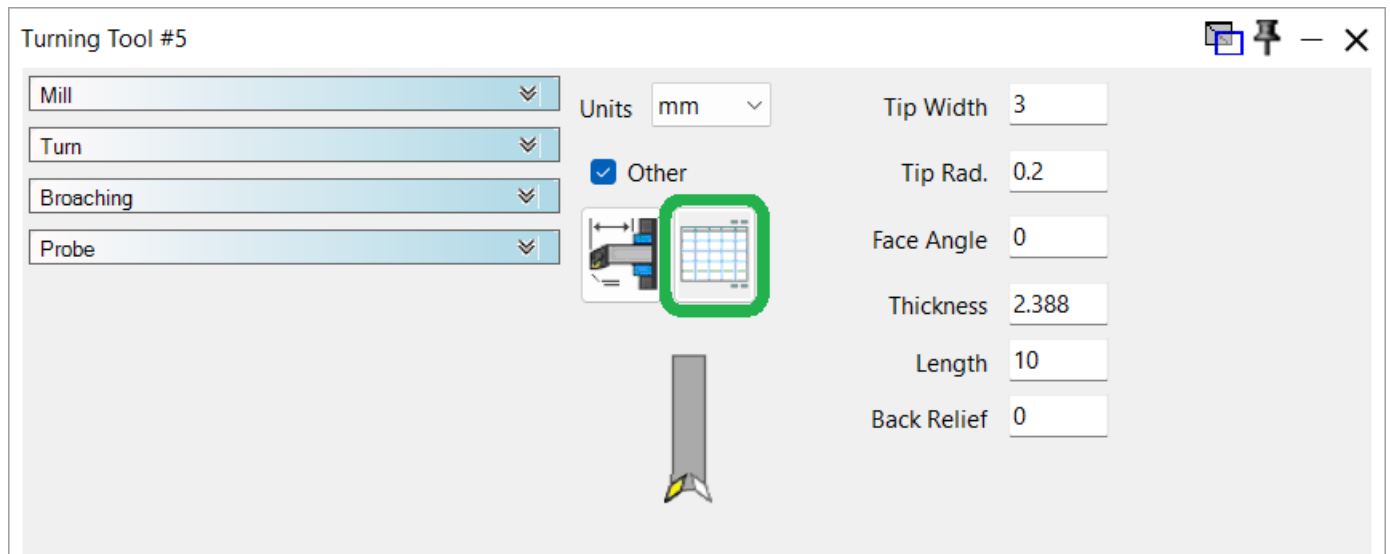 Turning Tool #5
Mill
Turn
Broaching
Probe
Units mm
Other
Tip Width 3
Tip Rad. 0.2
Face Angle 0
Thickness 2.388
Length 10
Back Relief 0